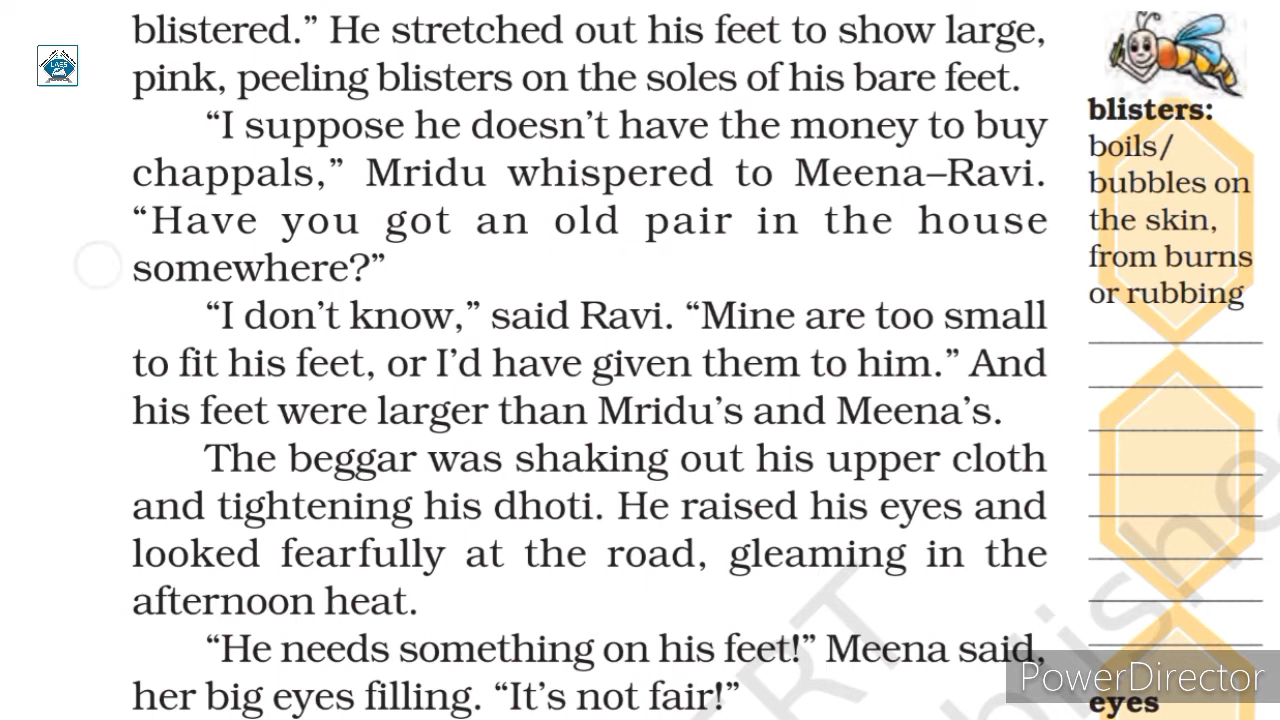 blistered.” He stretched out his feet to show large,
pink, peeling blisters on the soles of his bare feet.
“I suppose he doesn’t have the money to buy
chappals,” Mridu whispered to Meena–Ravi.
“Have you got an old pair in the house
somewhere?”
“I don’t know,” said Ravi. “Mine are too small
to fit his feet, or I’d have given them to him.” And
his feet were larger than Mridu’s and Meena’s.
The beggar was shaking out his upper cloth
and tightening his dhoti. He raised his eyes and
looked fearfully at the road, gleaming in the
afternoon heat.
“He needs something on his feet!” Meena said,
her big eyes filling. “It’s not fair!”
blisters:
boils/
bubbles on
the skin,
from burns
or rubbing
eyes
PowerDirector